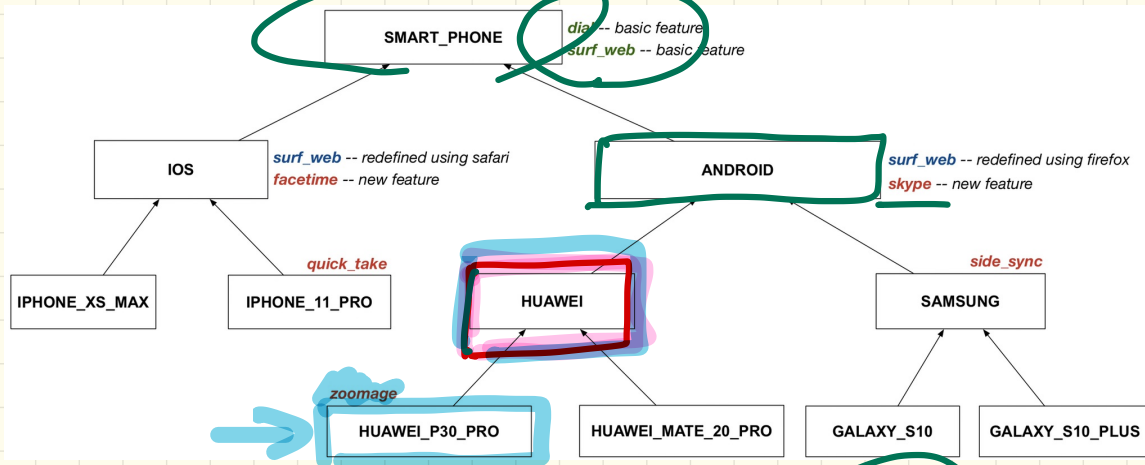 SMART_PHONE
dial -- basic feature
surf_web -- basic feature
IOS
surf_web -- redefined using safari
facetime -- new feature
ANDROID
surf_web -- redefined using firefox
skype -- new feature
quick_take
side_sync
IPHONE_XS_MAX
IPHONE_11_PRO
HUAWEI
SAMSUNG
zoomage
HUAWEI_P30_PRO
HUAWEI_MATE_20_PRO
GALAXY_S10
GALAXY_S10_PLUS